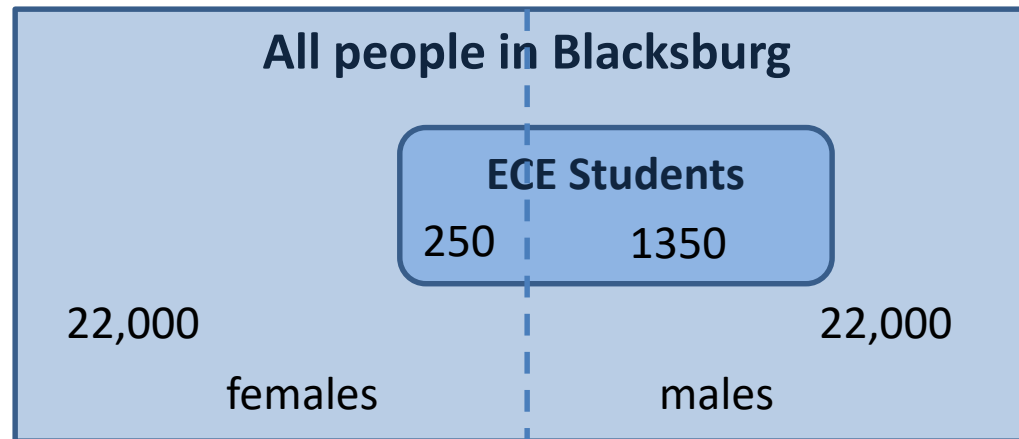 All people in Blacksburg
ECE Students
250 1350
22,000 22,000
females males